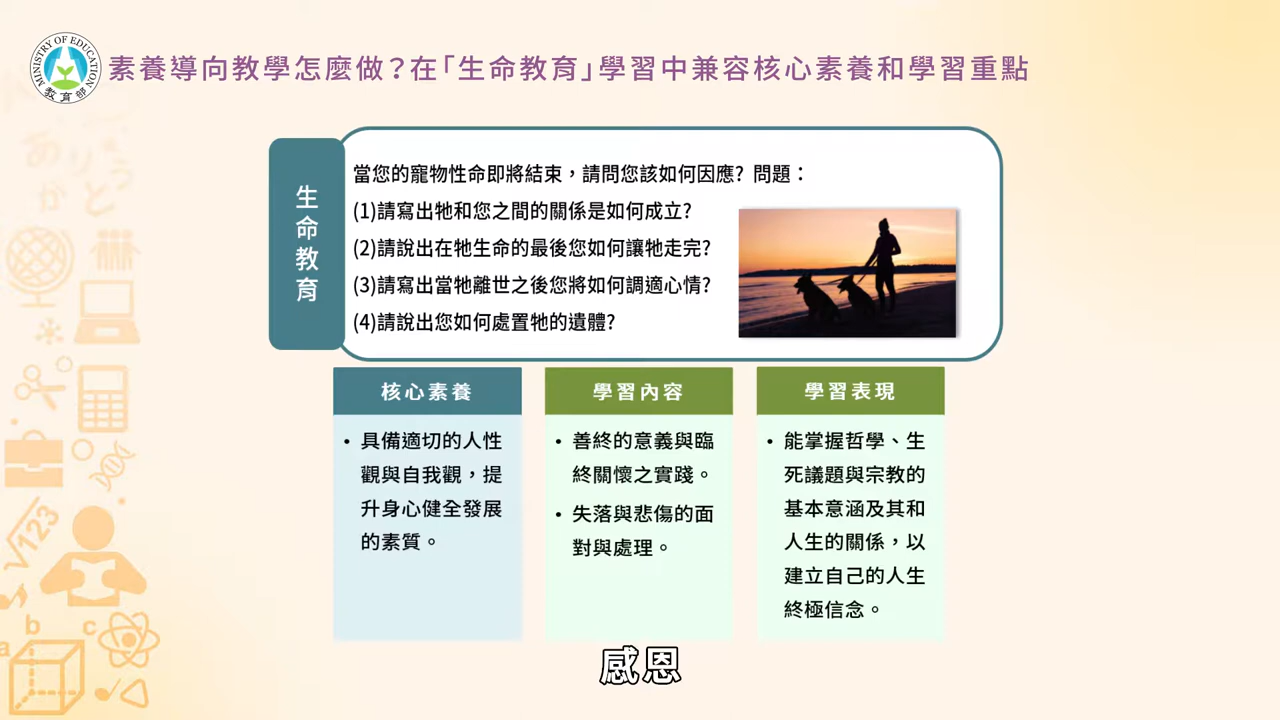 MINISTRY OF EDUCATION
教育部
素養導向教學怎麼做？在「生命教育」學習中兼容核心素養和學習重點
生命教育
當您的寵物性命即將結束，請問您該如何因應? 問題：
(1)請寫出牠和您之間的關係是如何成立?
(2)請說出在牠生命的最後您如何讓牠走完?
(3)請寫出當牠離世之後您將如何調適心情?
(4)請說出您如何處置牠的遺體?
核心素養
• 具備適切的人性
觀與自我觀，提
升身心健全發展
的素質。
學習內容
• 善終的意義與臨
終關懷之實踐。
• 失落與悲傷的面
對與處理。
學習表現
• 能掌握哲學、生
死議題與宗教的
基本意涵及其和
人生的關係，以
建立自己的人生
終極信念。
感恩
あ
り
う
か
と
√123
b
c
a